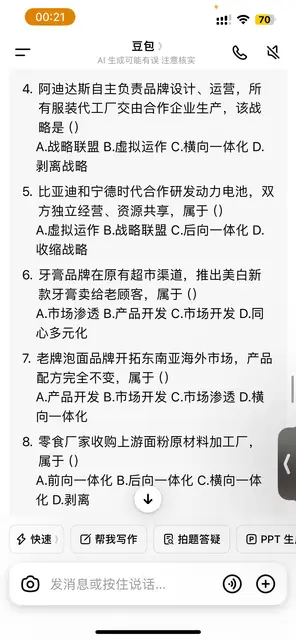 00:21
70
豆包 〉
AI 生成可能有误 注意核实
4. 阿迪达斯自主负责品牌设计、运营，所
有服装代工厂交由合作企业生产，该战
略是 ()
A.战略联盟 B.虚拟运作 C.横向一体化 D.
剥离战略
5. 比亚迪和宁德时代合作研发动力电池，双
方独立经营、资源共享，属于 ()
A.虚拟运作 B.战略联盟 C.后向一体化 D.
收缩战略
6. 牙膏品牌在原有超市渠道，推出美白新
款牙膏卖给老顾客，属于 ()
A.市场渗透 B.产品开发 C.市场开发 D.同
心多元化
7. 老牌泡面品牌开拓东南亚海外市场，产品
配方完全不变，属于 ()
A.产品开发 B.市场开发 C.市场渗透 D.横
向一体化
8. 零食厂家收购上游面粉原材料加工厂，
属于 ()
A.前向一体化 B.后向一体化 C.横向一体
化 D.剥离
快速 〉 帮我写作 拍题答疑 PPT 生
发消息或按住说话...